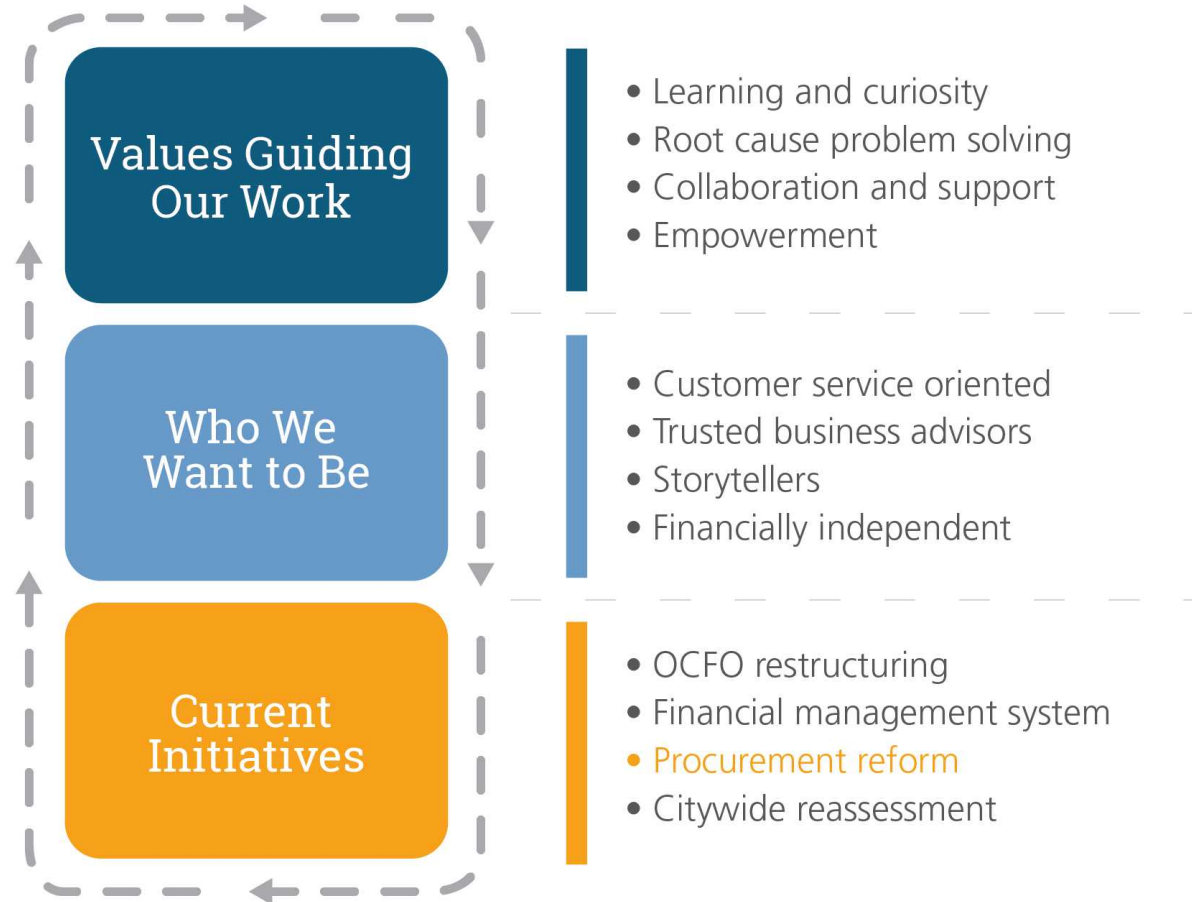 Values Guiding
Our Work
• Learning and curiosity
• Root cause problem solving
• Collaboration and support
• Empowerment
Who We
Want to Be
• Customer service oriented
• Trusted business advisors
• Storytellers
• Financially independent
Current
Initiatives
• OCFO restructuring
• Financial management system
• Procurement reform
• Citywide reassessment